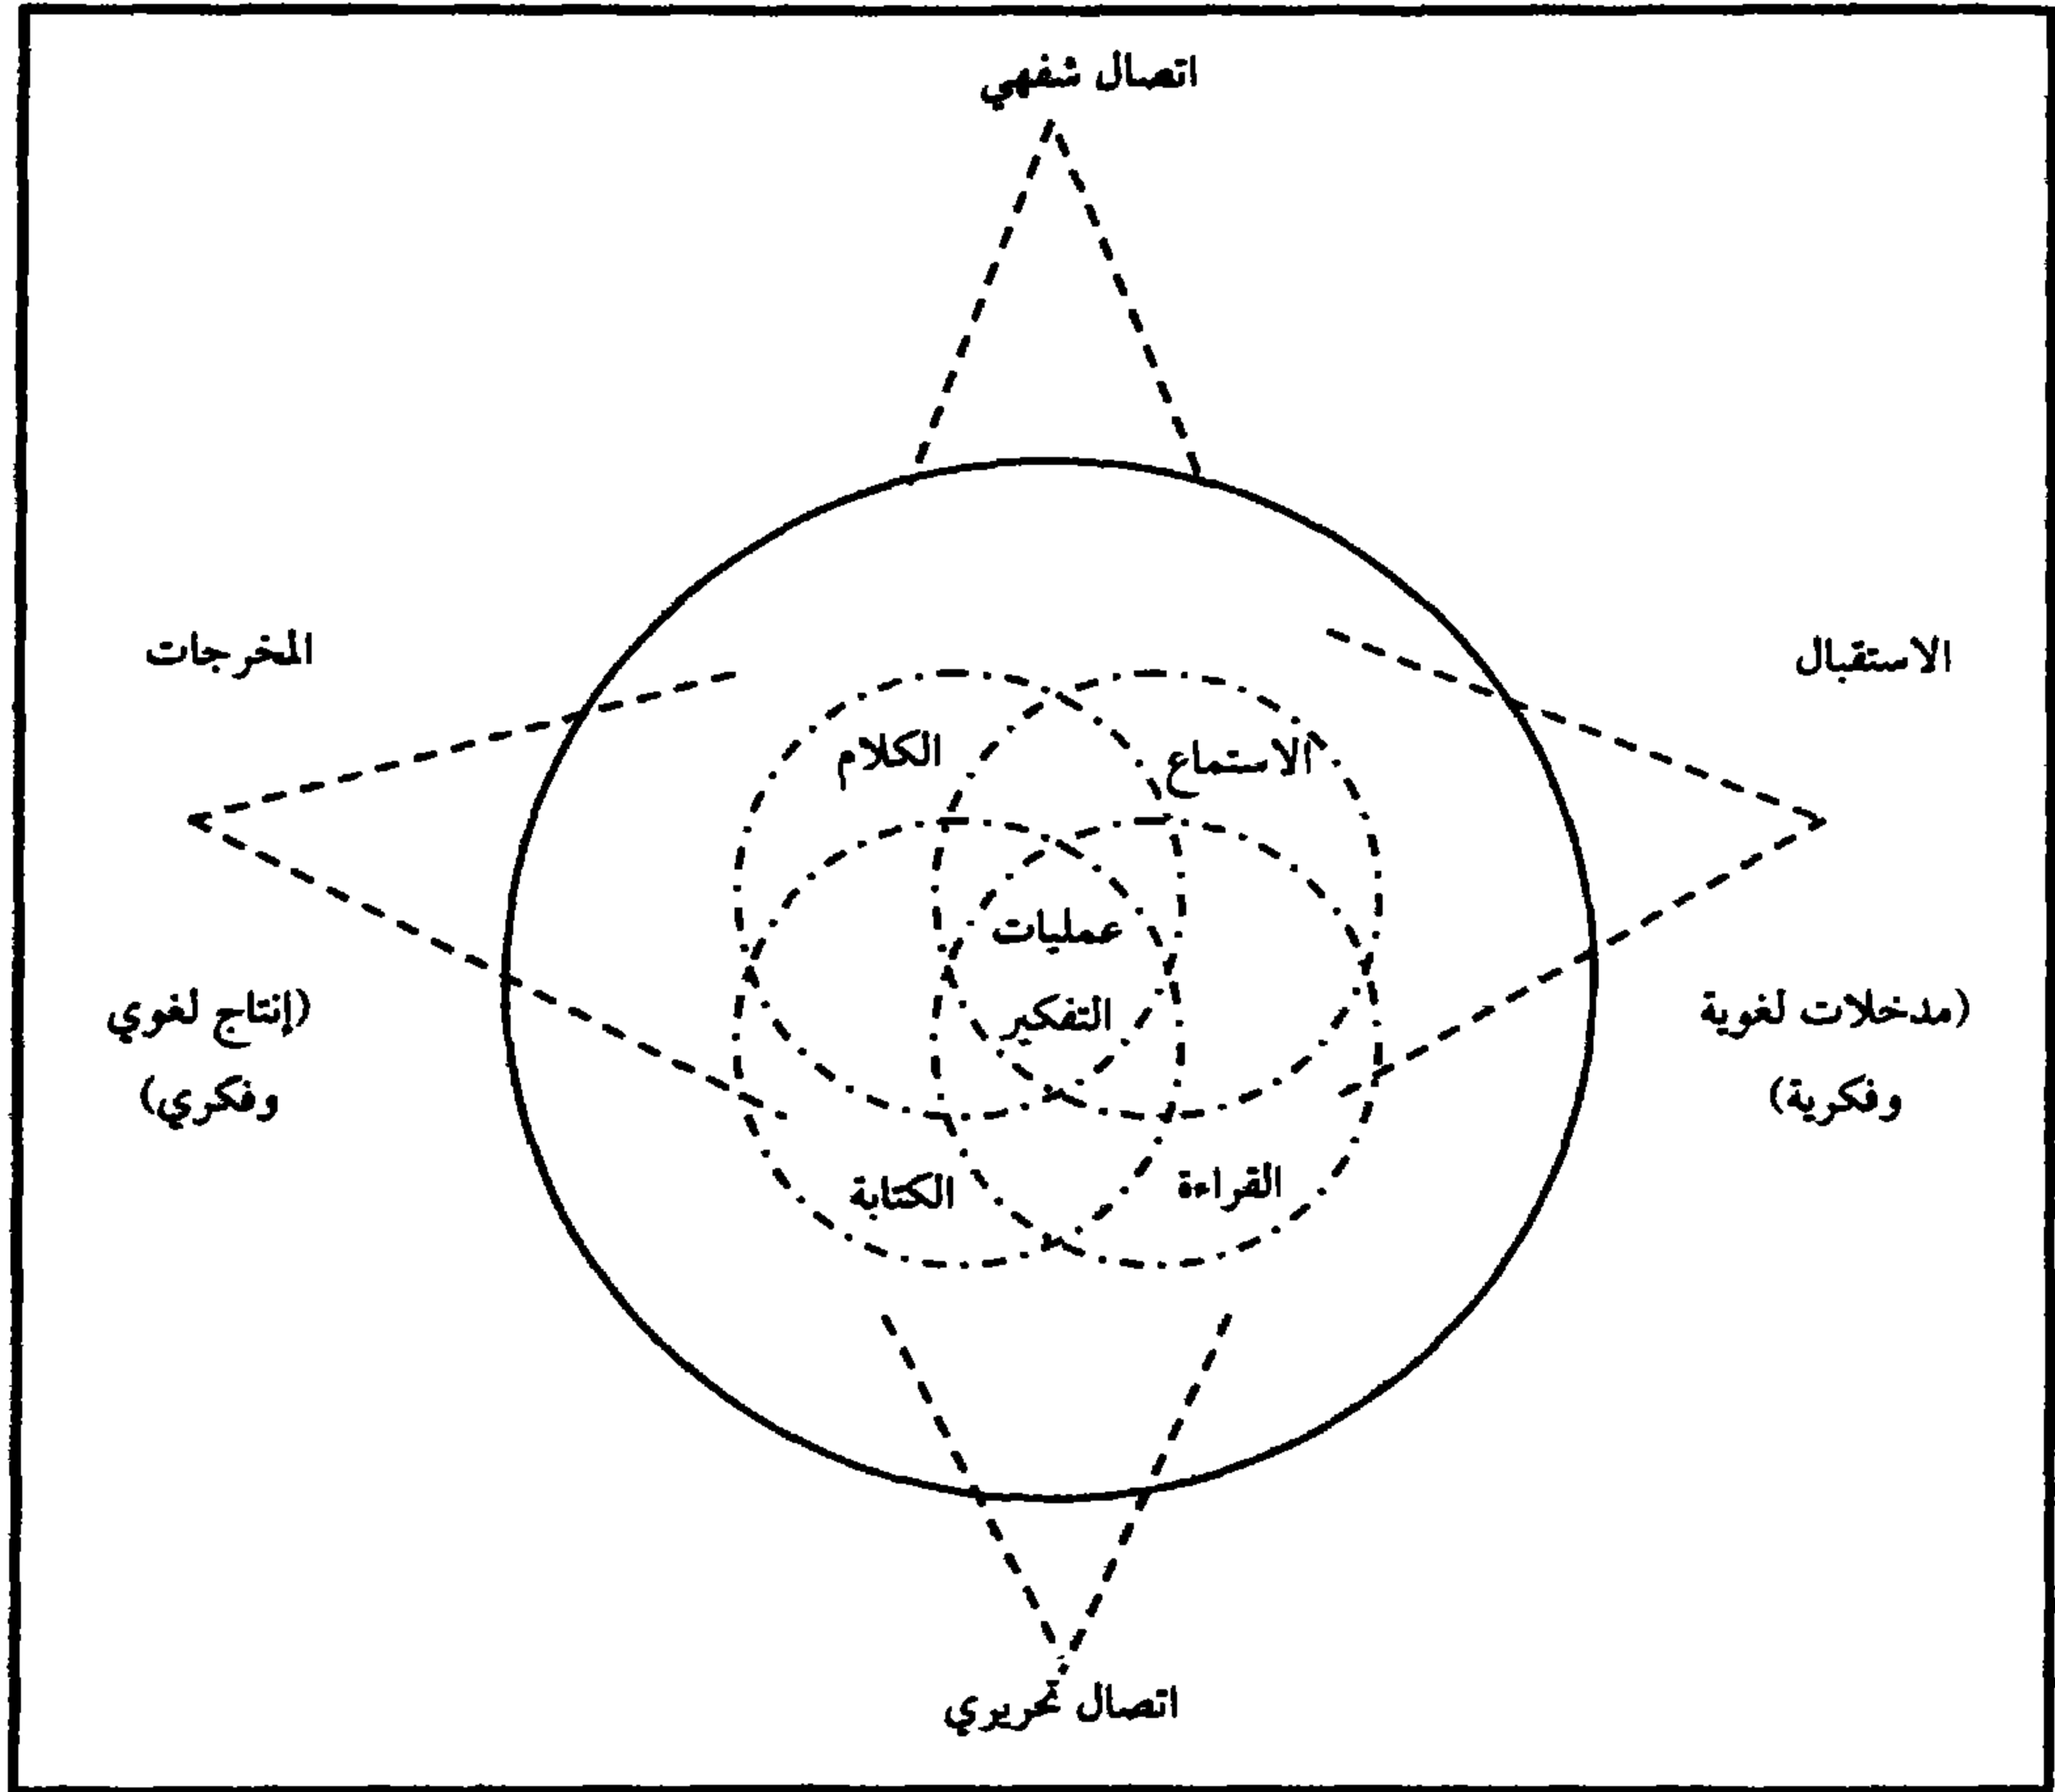 اتصال شفهي
الاستقبال
المخرجات
الاستماع
الكلام
عمليات
التفكير
(مدخلات لغوية
وفكرية)
(إنتاج لغوي
وفكري)
القراءة
الكتابة
اتصال تحريري